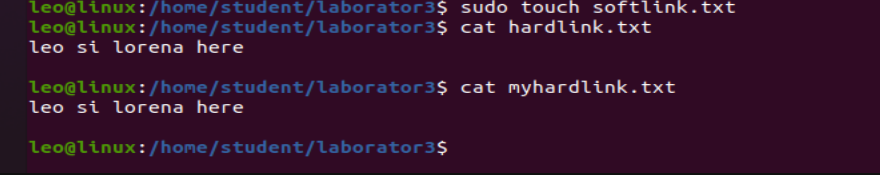 leo@linux:/home/student/laborator3$ sudo touch softlink.txt
leo@linux:/home/student/laborator3$ cat hardlink.txt
leo si lorena here
leo@linux:/home/student/laborator3$ cat myhardlink.txt
leo si lorena here
leo@linux:/home/student/laborator3$